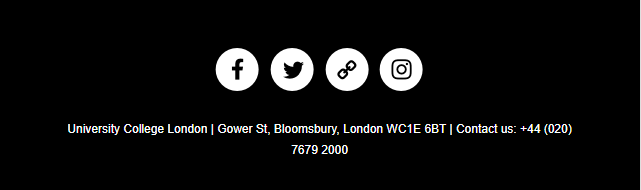 University College London | Gower St, Bloomsbury, London WC1E 6BT | Contact us: +44 (020)
7679 2000